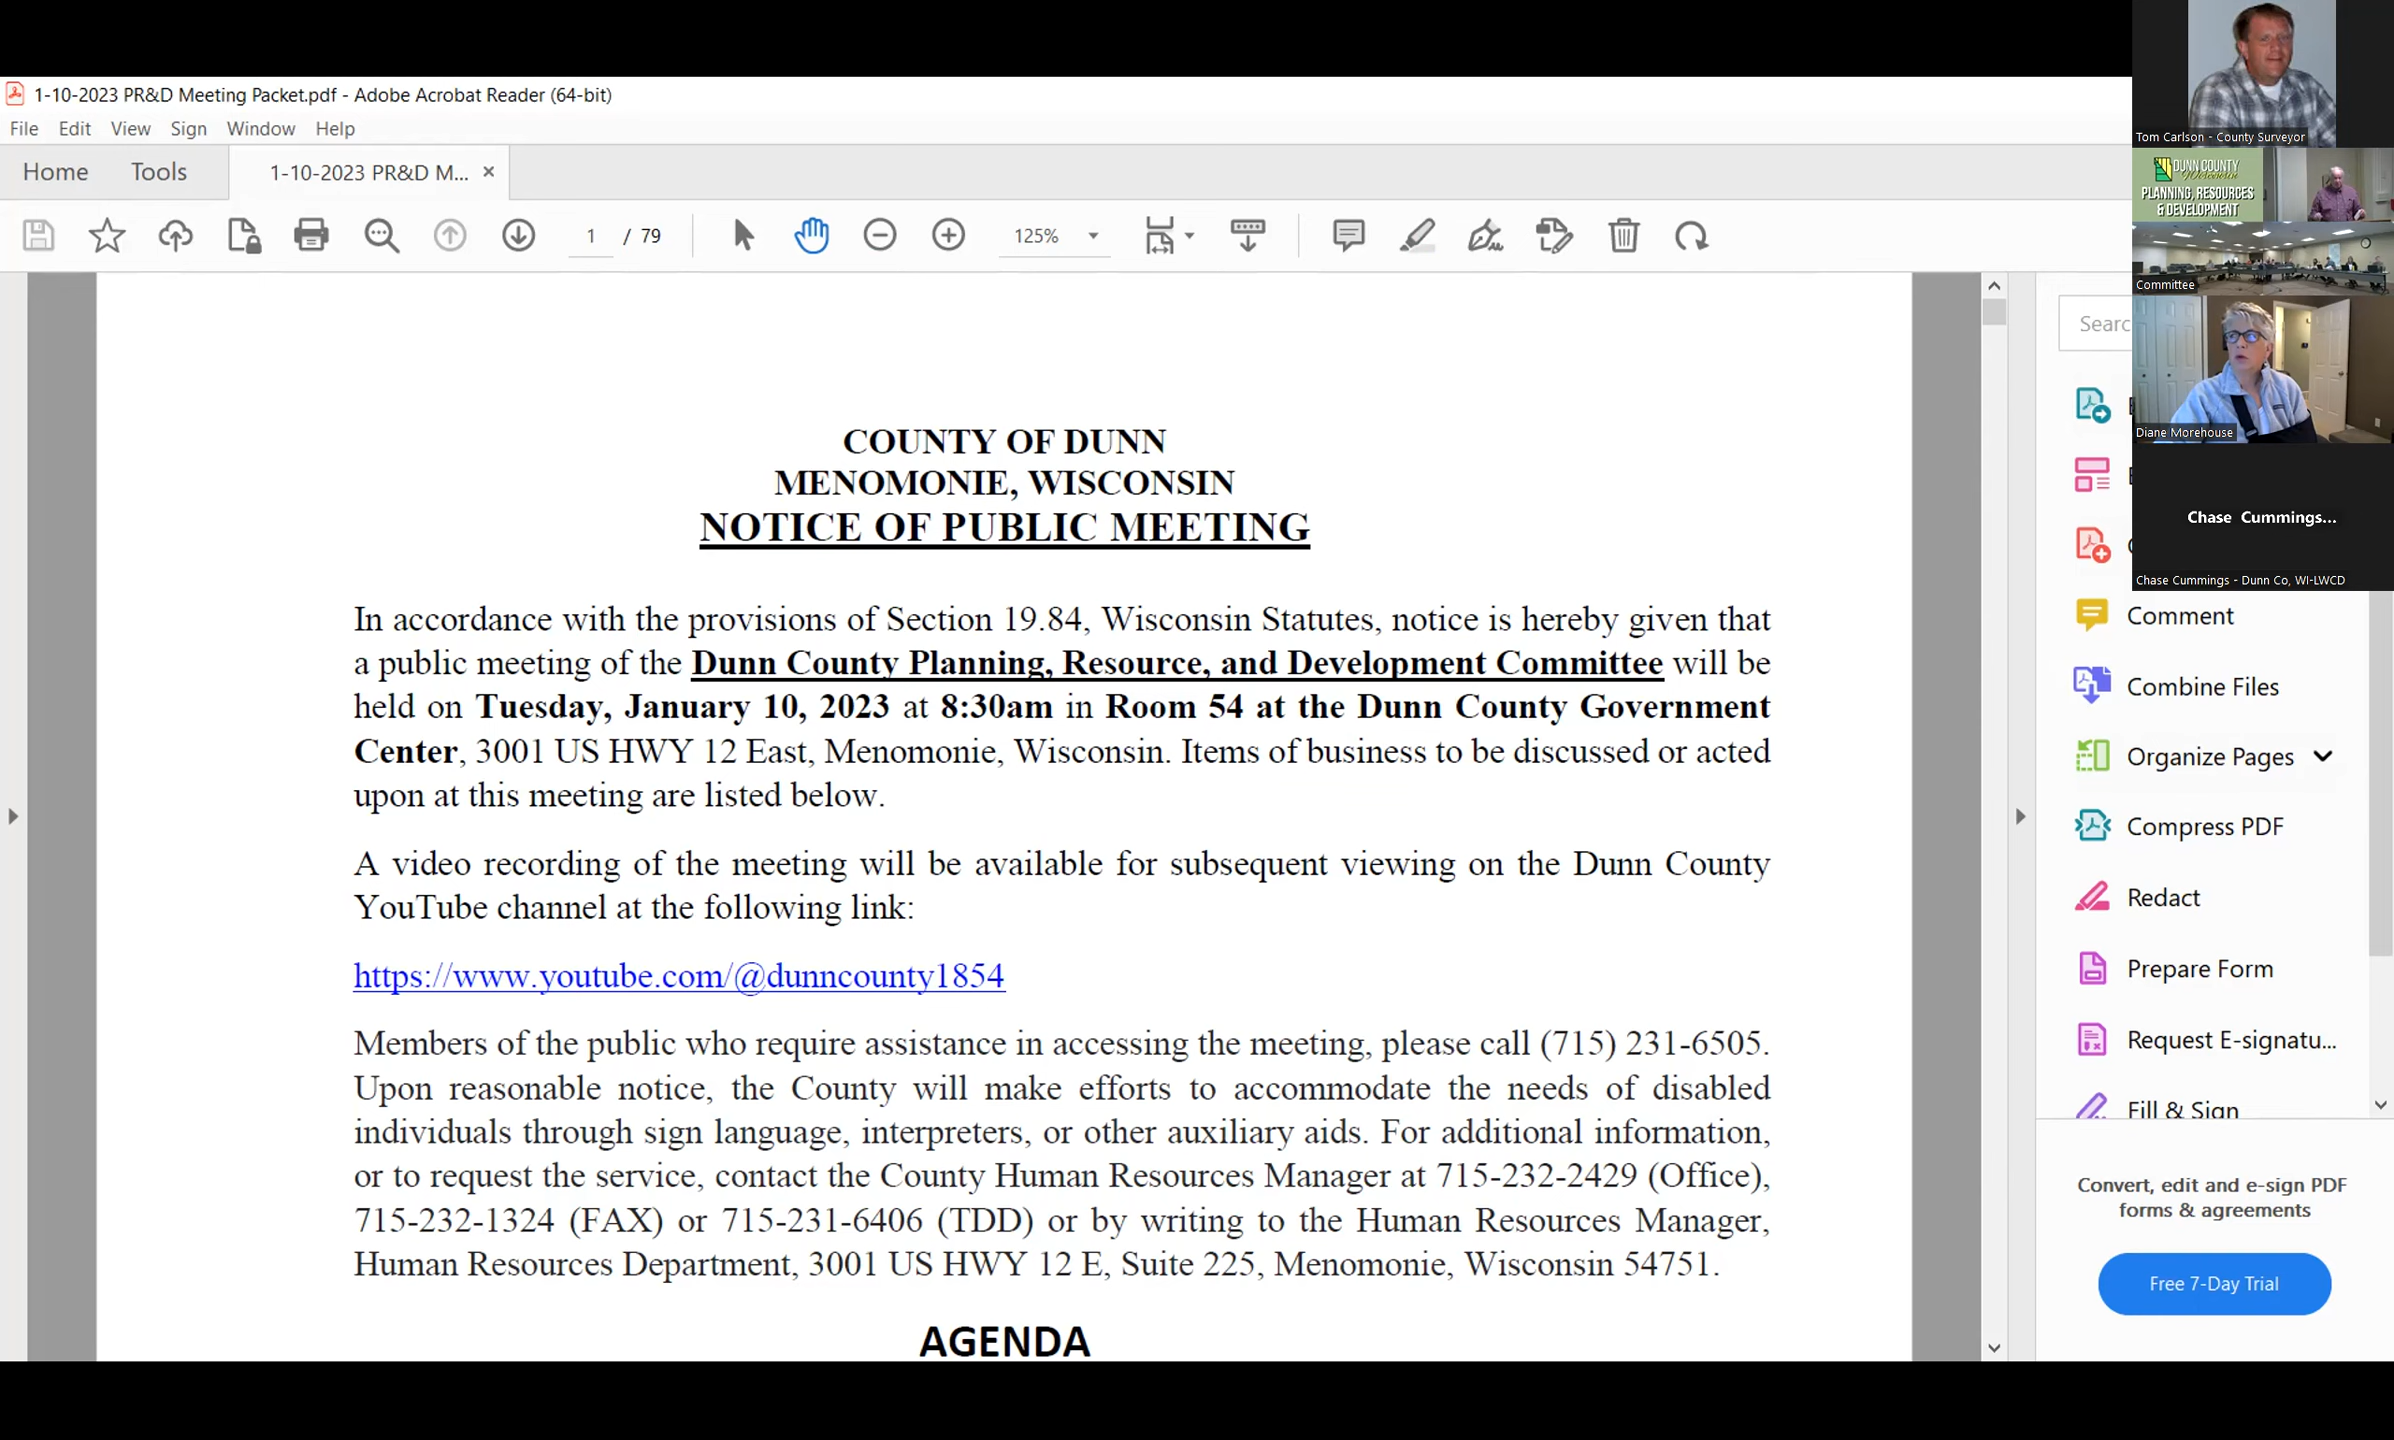 1-10-2023 PR&D Meeting Packet.pdf - Adobe Acrobat Reader (64-bit)
File Edit View Sign Window Help
Home Tools 1-10-2023 PR&D M... ×
1 / 79 125%
COUNTY OF DUNN
MENOMONIE, WISCONSIN
NOTICE OF PUBLIC MEETING
In accordance with the provisions of Section 19.84, Wisconsin Statutes, notice is hereby given that
a public meeting of the Dunn County Planning, Resource, and Development Committee will be
held on Tuesday, January 10, 2023 at 8:30am in Room 54 at the Dunn County Government
Center, 3001 US HWY 12 East, Menomonie, Wisconsin. Items of business to be discussed or acted
upon at this meeting are listed below.
A video recording of the meeting will be available for subsequent viewing on the Dunn County
YouTube channel at the following link:
https://www.youtube.com/@dunncounty1854
Members of the public who require assistance in accessing the meeting, please call (715) 231-6505.
Upon reasonable notice, the County will make efforts to accommodate the needs of disabled
individuals through sign language, interpreters, or other auxiliary aids. For additional information,
or to request the service, contact the County Human Resources Manager at 715-232-2429 (Office),
715-232-1324 (FAX) or 715-231-6406 (TDD) or by writing to the Human Resources Manager,
Human Resources Department, 3001 US HWY 12 E, Suite 225, Menomonie, Wisconsin 54751.
AGENDA
Tom Carlson - County Surveyor
DUNN COUNTY
Wisconsin
PLANNING, RESOURCES
& DEVELOPMENT
Committee
Diane Morehouse
Chase Cummings...
Chase Cummings - Dunn Co, WI-LWCD
Searc
Comment
Combine Files
Organize Pages
Compress PDF
Redact
Prepare Form
Request E-signatu...
Fill & Sign
Convert, edit and e-sign PDF
forms & agreements
Free 7-Day Trial